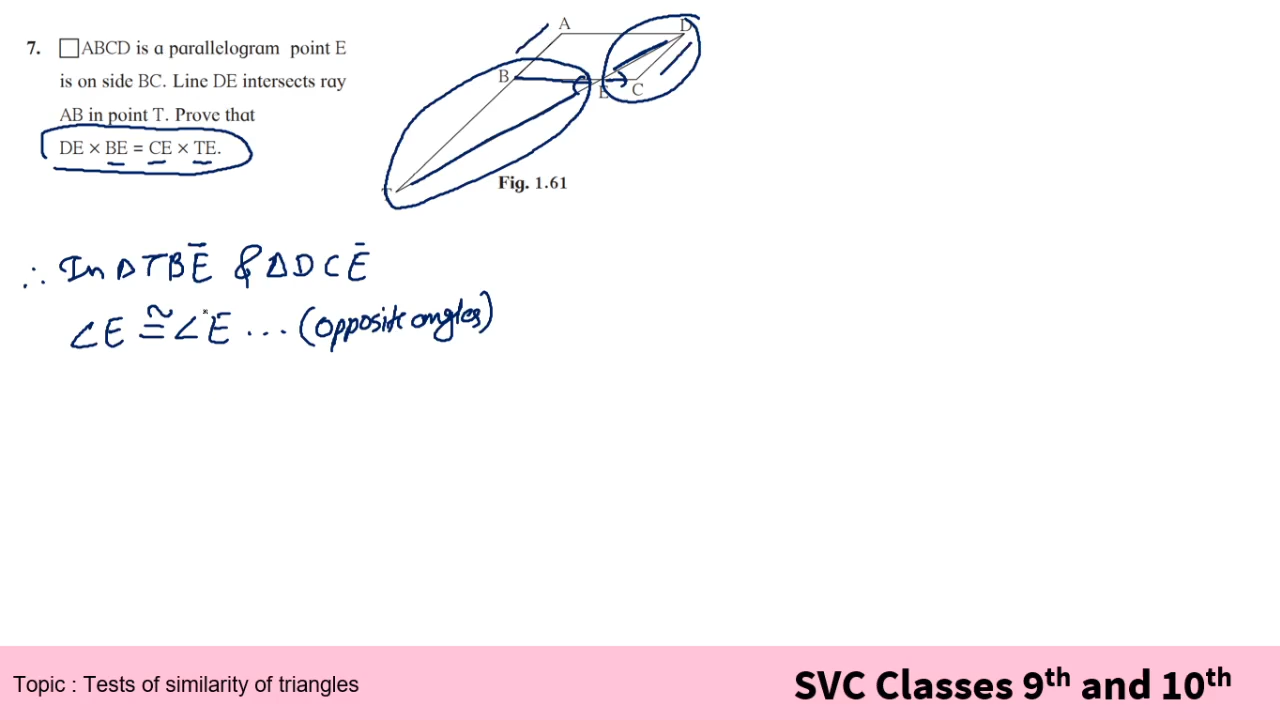 7. □ABCD is a parallelogram point E
is on side BC. Line DE intersects ray
AB in point T. Prove that
DE × BE = CE × TE.
A
D
B
E
C
T
Fig. 1.61
∴ In Δ TBE & Δ DCE
∠E ≅ ∠E ... (opposite angles)
Topic : Tests of similarity of triangles
SVC Classes 9th and 10th